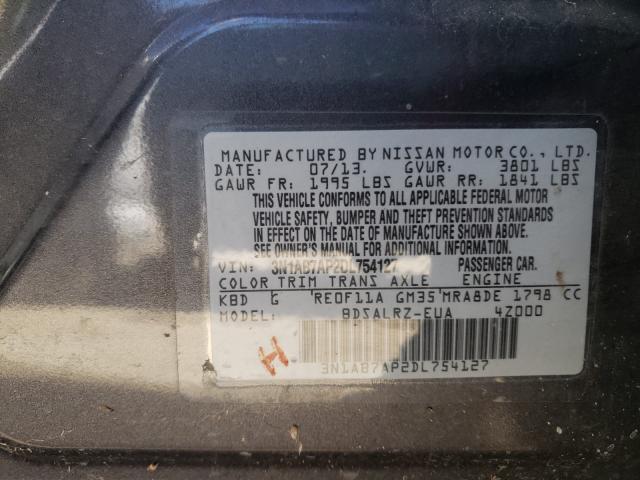 MANUFACTURED BY NISSAN MOTOR CO., LTD.
DATE: 07/13. GVWR: 3801 LBS
GAWR FR: 1995 LBS GAWR RR: 1841 LBS
THIS VEHICLE CONFORMS TO ALL APPLICABLE FEDERAL MOTOR
VEHICLE SAFETY, BUMPER AND THEFT PREVENTION STANDARDS
IN EFFECT ON THE DATE OF MANUFACTURE SHOWN ABOVE.
SEE OWNER'S MANUAL FOR ADDITIONAL INFORMATION.
VIN: 3N1AB7AP2DL754127 PASSENGER CAR.
COLOR TRIM TRANS AXLE ENGINE
KBD G RE0F11A GM35 MRA8DE 1798 CC
MODEL: BDSALRZ-EUA 4Z000
H
3N1AB7AP2DL754127